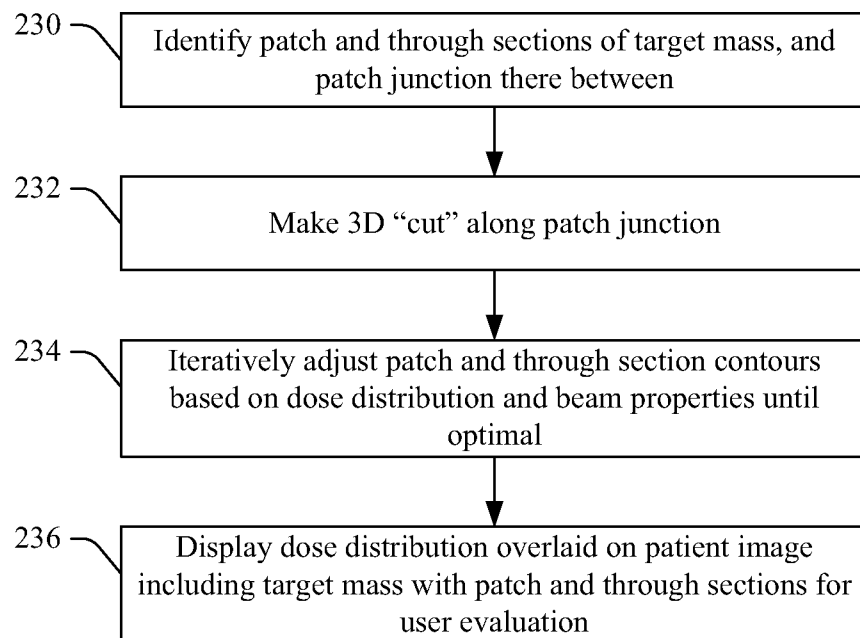 230
Identify patch and through sections of target mass, and
patch junction there between
232
Make 3D “cut” along patch junction
234
Iteratively adjust patch and through section contours
based on dose distribution and beam properties until
optimal
236
Display dose distribution overlaid on patient image
including target mass with patch and through sections for
user evaluation